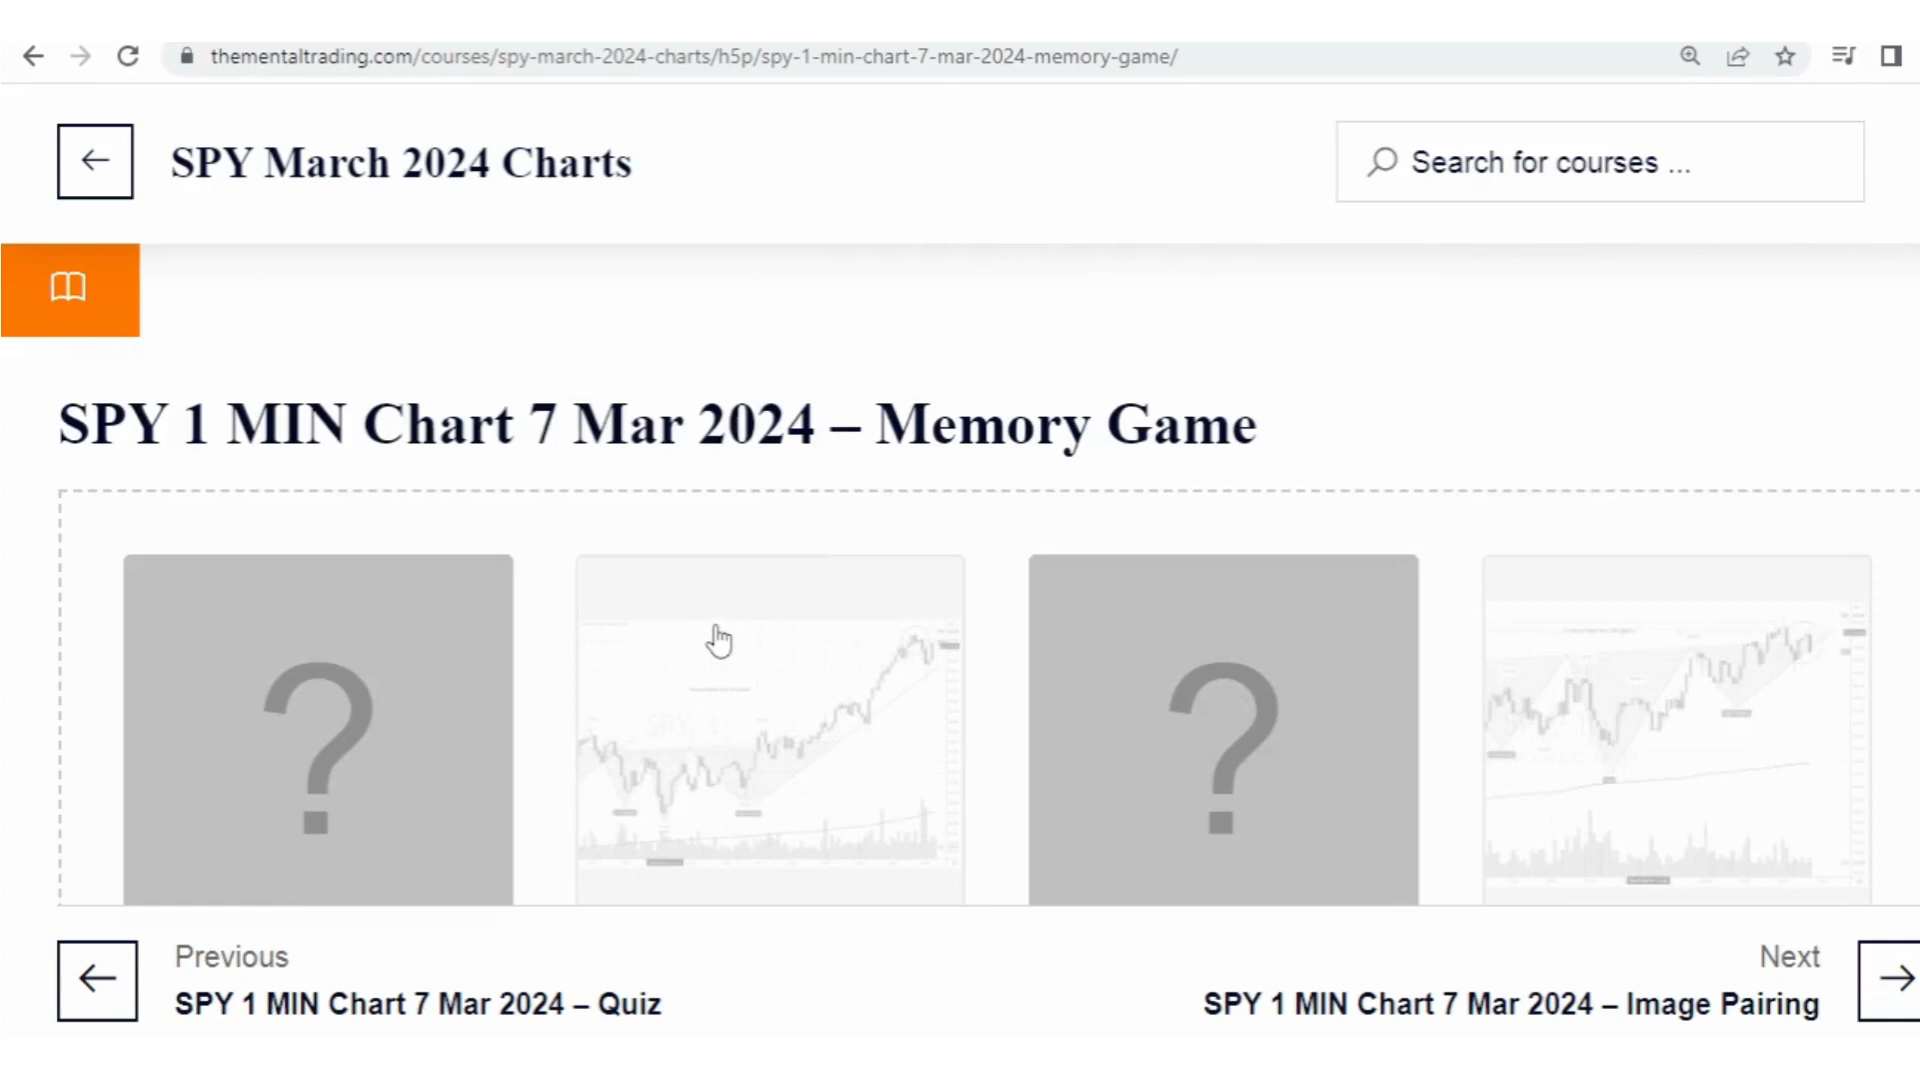 thementaltrading.com/courses/spy-march-2024-charts/h5p/spy-1-min-chart-7-mar-2024-memory-game/
SPY March 2024 Charts
Search for courses ...
SPY 1 MIN Chart 7 Mar 2024 – Memory Game
?
?
SPY, 1
Previous
SPY 1 MIN Chart 7 Mar 2024 – Quiz
Next
SPY 1 MIN Chart 7 Mar 2024 – Image Pairing